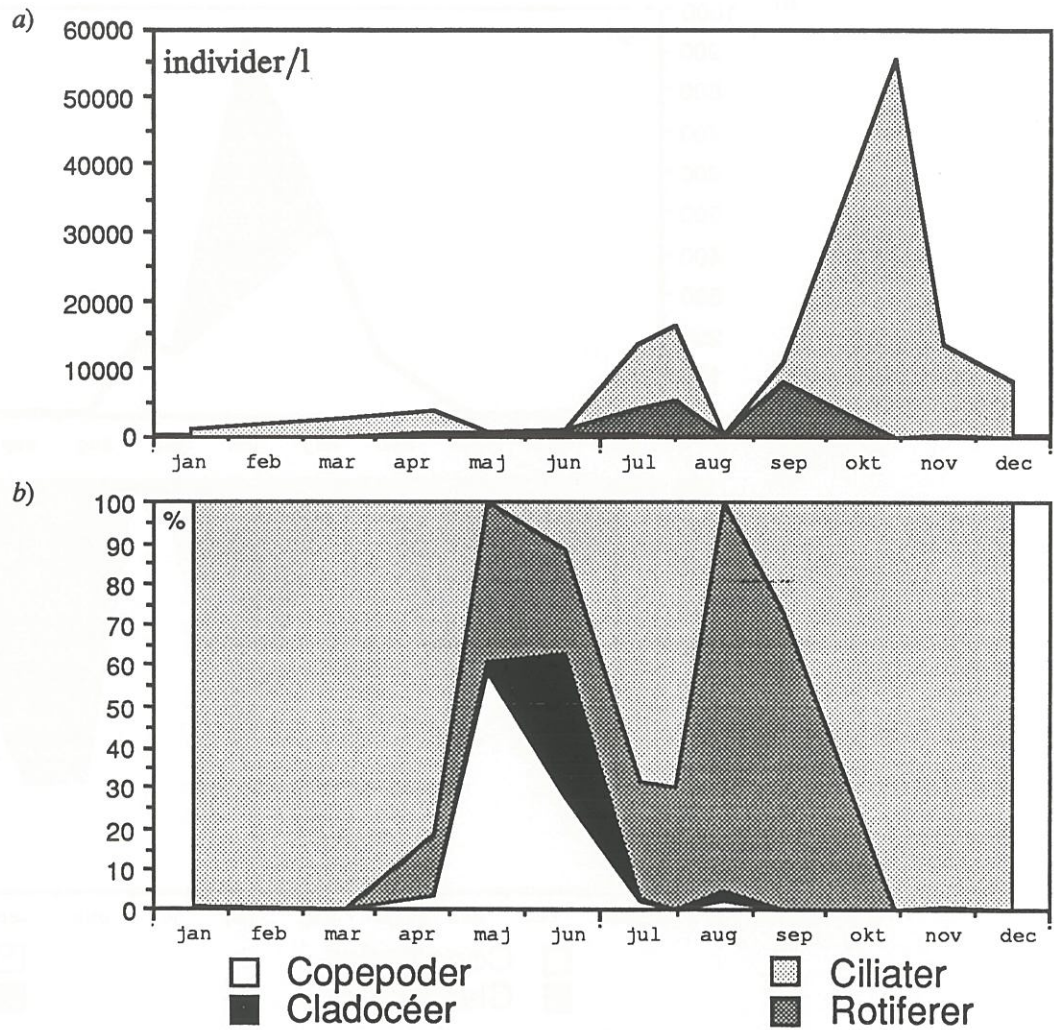 a)
60000
individer/l
50000
40000
30000
20000
10000
0
jan feb mar apr maj jun jul aug sep okt nov dec
b)
100
%
90
80
70
60
50
40
30
20
10
0
jan feb mar apr maj jun jul aug sep okt nov dec
Copepoder Ciliater
Cladocéer Rotiferer